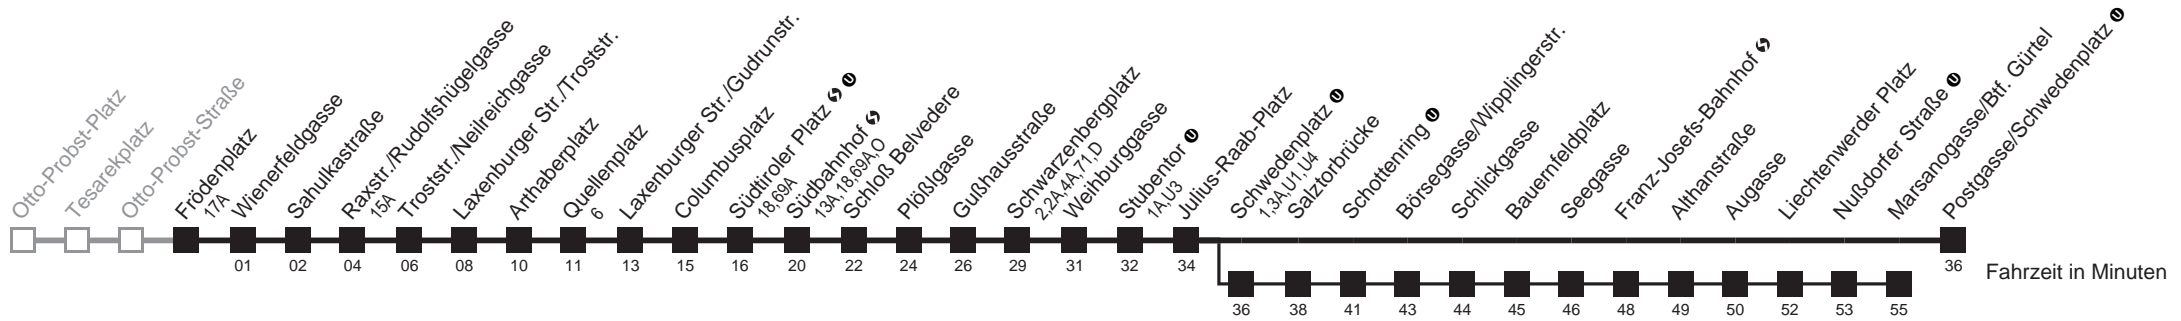 Otto-Probst-Platz
Tesarekplatz
Otto-Probst-Straße
Frödenplatz
17A
Wienerfeldgasse
Sahulkastraße
Raxstr./Rudolfshügelgasse
15A
Troststr./Neilreichgasse
Laxenburger Str./Troststr.
Arthaberplatz
Quellenplatz
6
Laxenburger Str./Gudrunstr.
Columbusplatz
Südtiroler Platz S U
18,69A
Südbahnhof S
13A,18,69A,O
Schloß Belvedere
Plößlgasse
Gußhausstraße
Schwarzenbergplatz
2,2A,4A,71,D
Weihburggasse
Stubentor U
1A,U3
Julius-Raab-Platz
Schwedenplatz U
1,3A,U1,U4
Salztorbrücke
Schottenring U
Börsegasse/Wipplingerstr.
Schlickgasse
Bauernfeldplatz
Seegasse
Franz-Josefs-Bahnhof S
Althanstraße
Augasse
Liechtenwerder Platz
Nußdorfer Straße U
Marsanogasse/Btf. Gürtel
Postgasse/Schwedenplatz U
01 02 04 06 08 10 11 13 15 16 20 22 24 26 29 31 32 34 36
Fahrzeit in Minuten
36 38 41 43 44 45 46 48 49 50 52 53 55